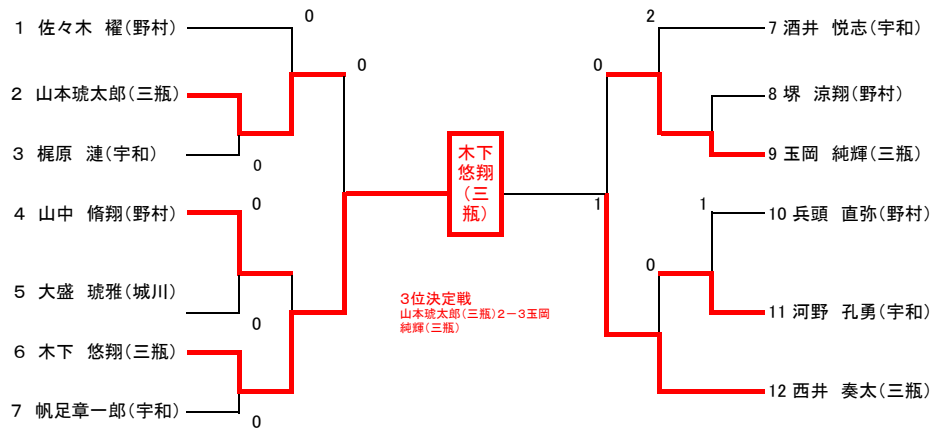 1 佐々木 櫂(野村)
0
2 山本琥太郎(三瓶)
0
3 梶原 漣(宇和)
0
4 山中 脩翔(野村)
0
5 大盛 琥雅(城川)
0
6 木下 悠翔(三瓶)
7 帆足章一郎(宇和)
0
木下
悠翔
(三
瓶)
3位決定戦
山本琥太郎(三瓶)2-3玉岡
純輝(三瓶)
2
7 酒井 悦志(宇和)
0
8 堺 涼翔(野村)
9 玉岡 純輝(三瓶)
1
1
10 兵頭 直弥(野村)
0
11 河野 孔勇(宇和)
12 西井 奏太(三瓶)